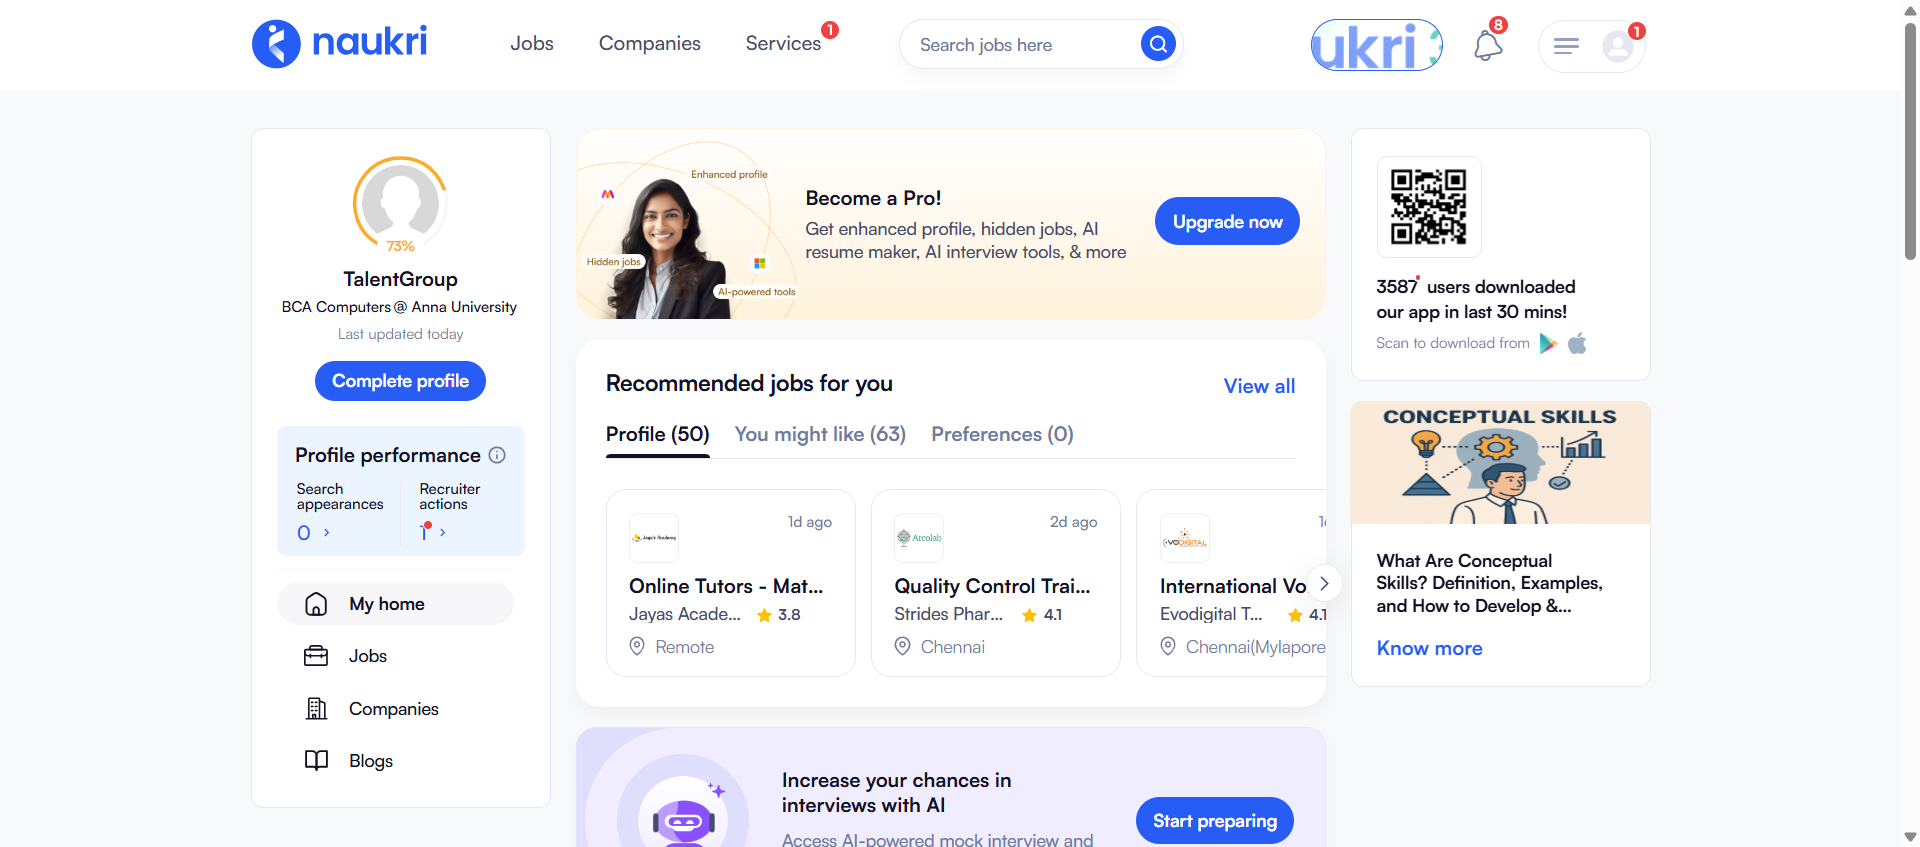 naukri
Jobs
Companies
Services
1
Search jobs here
ukri
8
1
73%
TalentGroup
BCA Computers @ Anna University
Last updated today
Complete profile
Profile performance
Search
appearances
0
Recruiter
actions
1
My home
Jobs
Companies
Blogs
Enhanced profile
Hidden jobs
AI-powered tools
Become a Pro!
Get enhanced profile, hidden jobs, AI
resume maker, AI interview tools, & more
Upgrade now
Recommended jobs for you
View all
Profile (50)
You might like (63)
Preferences (0)
Jaya's Academy
1d ago
Online Tutors - Mat...
Jayas Acade...
3.8
Remote
Arcolab
2d ago
Quality Control Trai...
Strides Phar...
4.1
Chennai
EVODIGITAL
International Vo
Evodigital T...
4.1
Chennai(Mylapore
Increase your chances in
interviews with AI
Access AI-powered mock interview and
Start preparing
3587 users downloaded
our app in last 30 mins!
Scan to download from
CONCEPTUAL SKILLS
What Are Conceptual
Skills? Definition, Examples,
and How to Develop &...
Know more